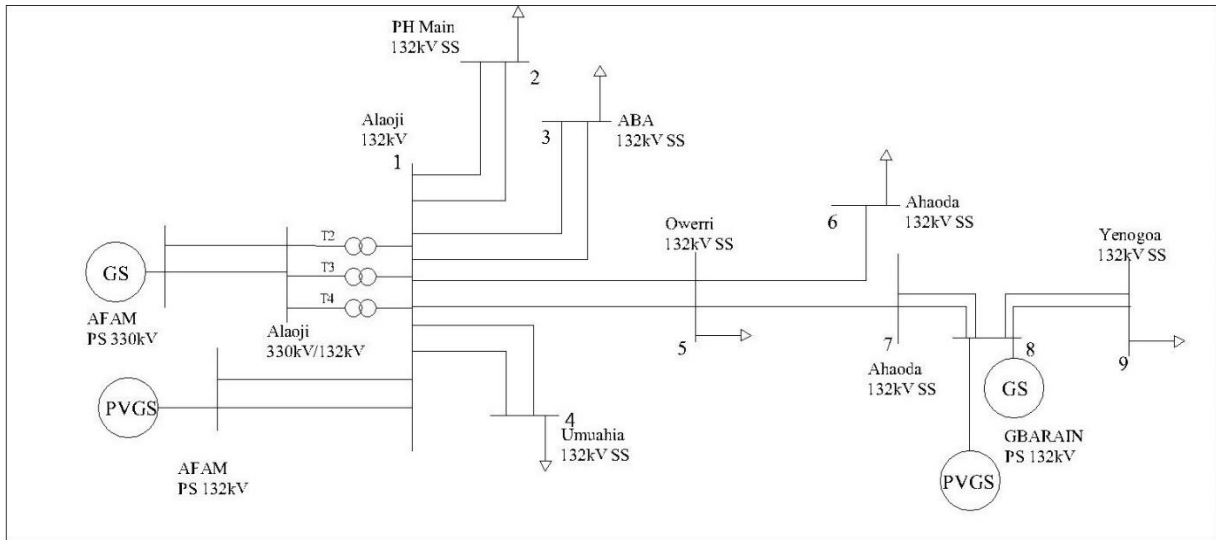 PH Main
132kV SS
2
Alaoji
132kV
1
3
ABA
132kV SS
6
Ahaoda
132kV SS
Owerri
132kV SS
Yenogoa
132kV SS
T2
T3
T4
GS
AFAM
PS 330kV
Alaoji
330kV/132kV
5
7
Ahaoda
132kV SS
8
9
GS
GBARAIN
PS 132kV
PVGS
AFAM
PS 132kV
4
Umuahia
132kV SS
PVGS